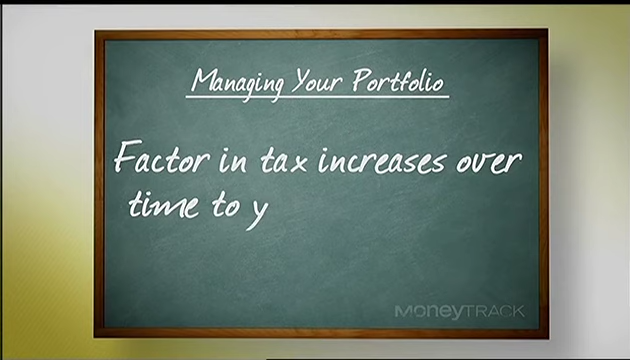 Managing Your Portfolio
Factor in tax increases over
time to y
MONEYTRACK